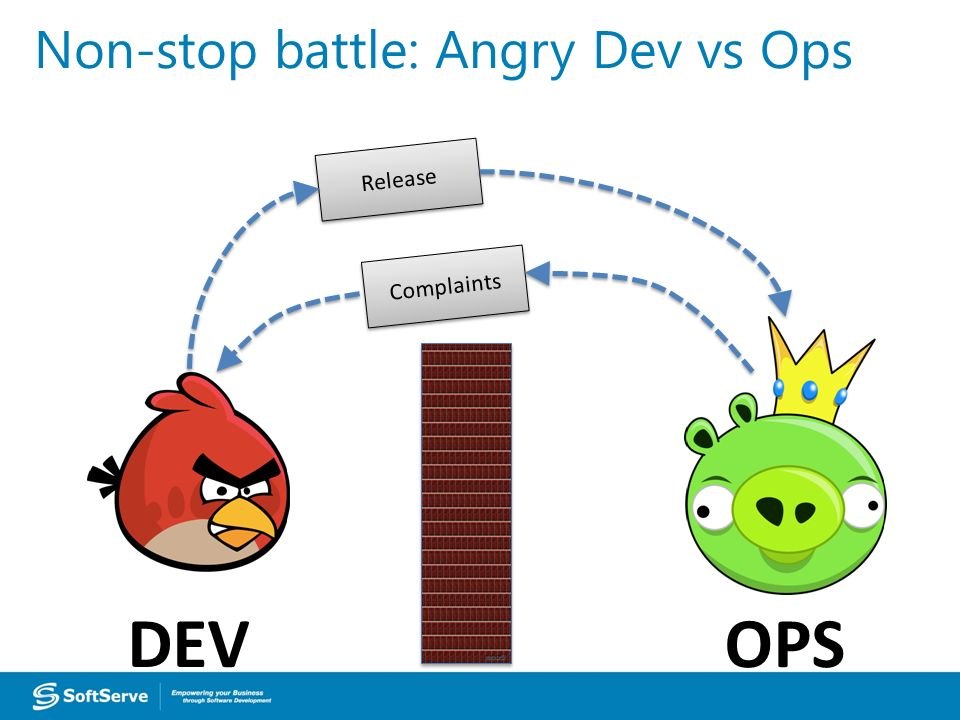 Non-stop battle: Angry Dev vs Ops
Release
Complaints
DEV
OPS
SoftServe
Empowering your Business
through Software Development